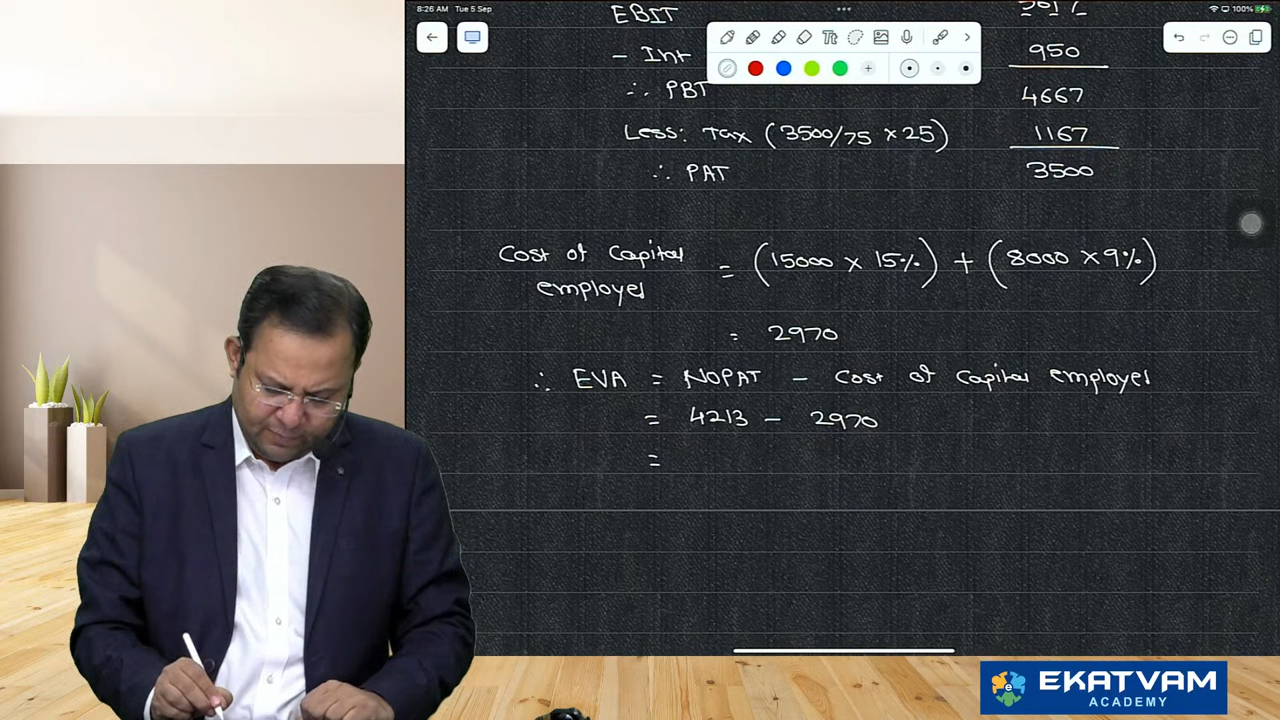 8:26 AM Tue 5 Sep
100%
EBIT
- Int 950
∴ PBT 4667
Less: Tax (3500/75 × 25) 1167
∴ PAT 3500
Cost of Capital employed = (15000 × 15%) + (8000 × 9%)
= 2970
∴ EVA = NOPAT - Cost of Capital employed
= 4213 - 2970
=
EKATVAM
ACADEMY